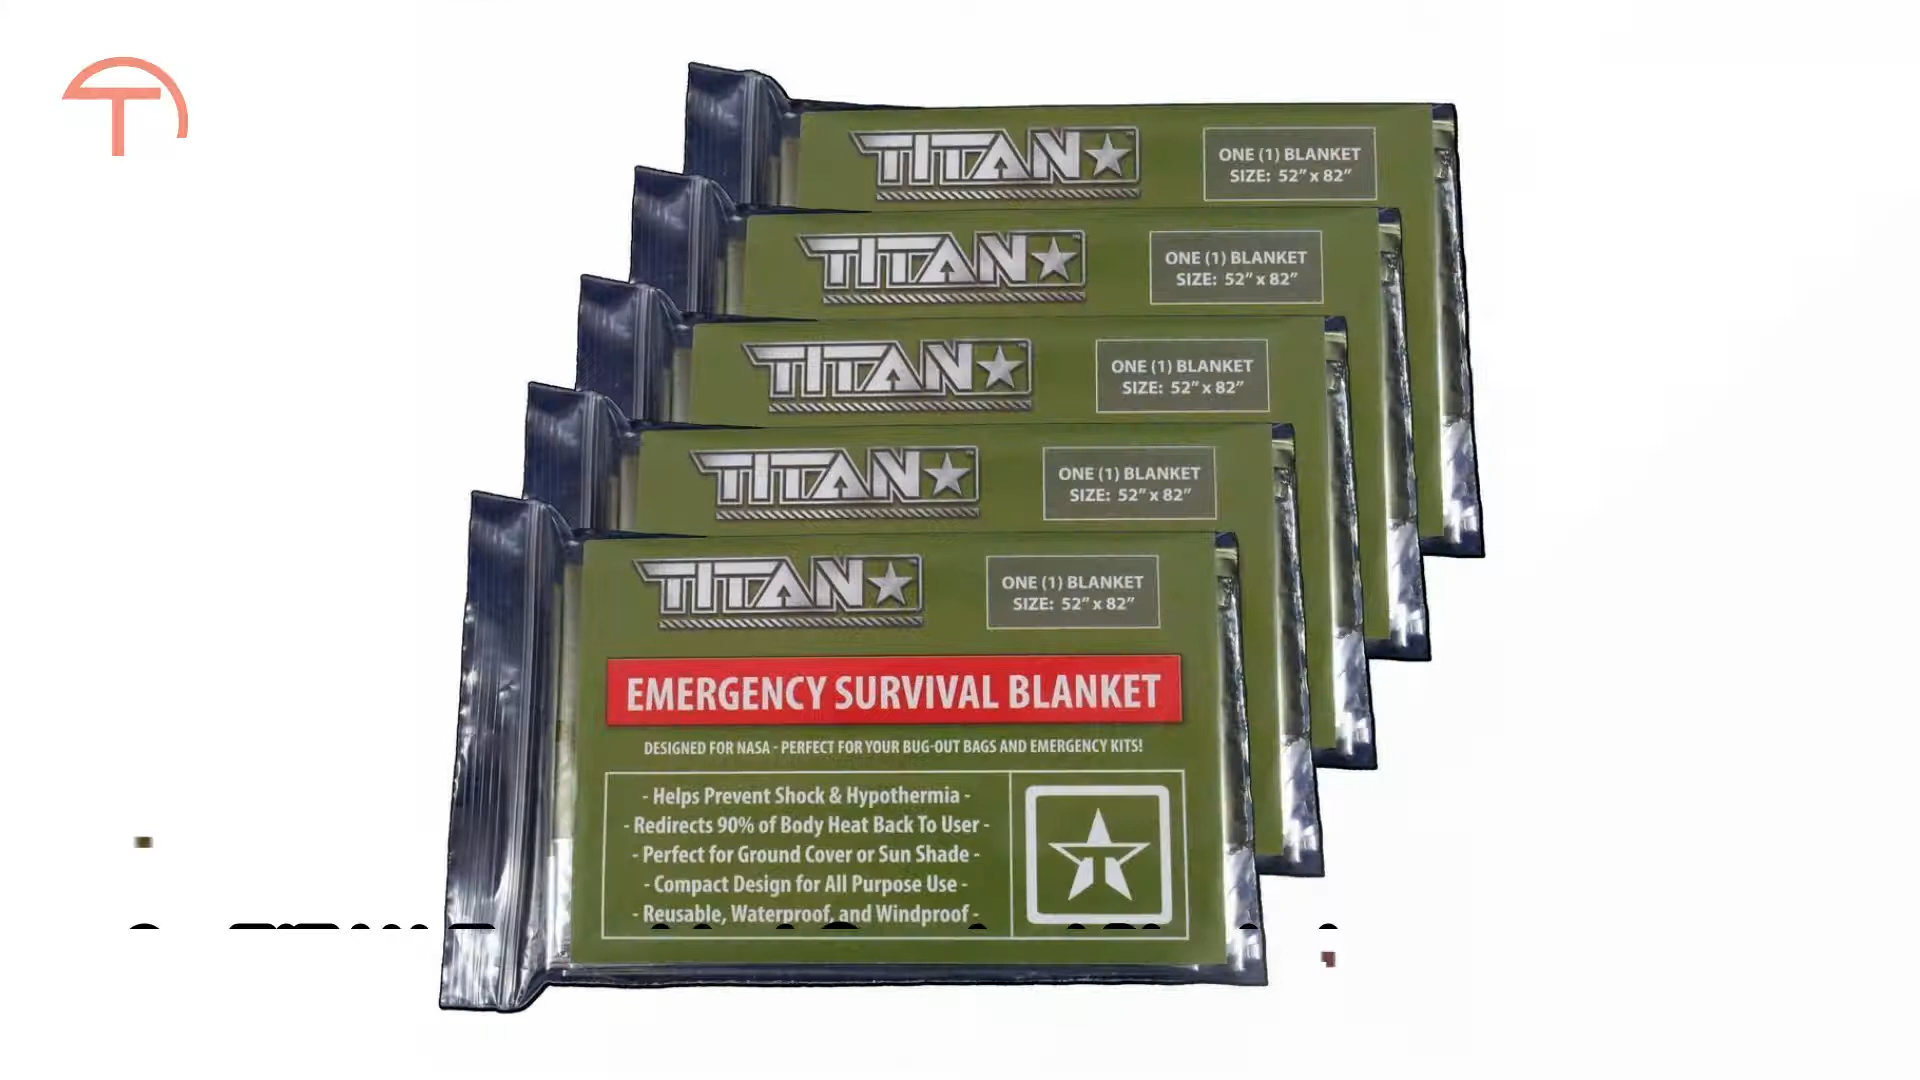 TITAN
ONE (1) BLANKET
SIZE: 52” x 82”
TITAN
ONE (1) BLANKET
SIZE: 52” x 82”
TITAN
ONE (1) BLANKET
SIZE: 52” x 82”
TITAN
ONE (1) BLANKET
SIZE: 52” x 82”
TITAN
ONE (1) BLANKET
SIZE: 52” x 82”
EMERGENCY SURVIVAL BLANKET
DESIGNED FOR NASA - PERFECT FOR YOUR BUG-OUT BAGS AND EMERGENCY KITS!
- Helps Prevent Shock & Hypothermia -
- Redirects 90% of Body Heat Back To User -
- Perfect for Ground Cover or Sun Shade -
- Compact Design for All Purpose Use -
- Reusable, Waterproof, and Windproof -